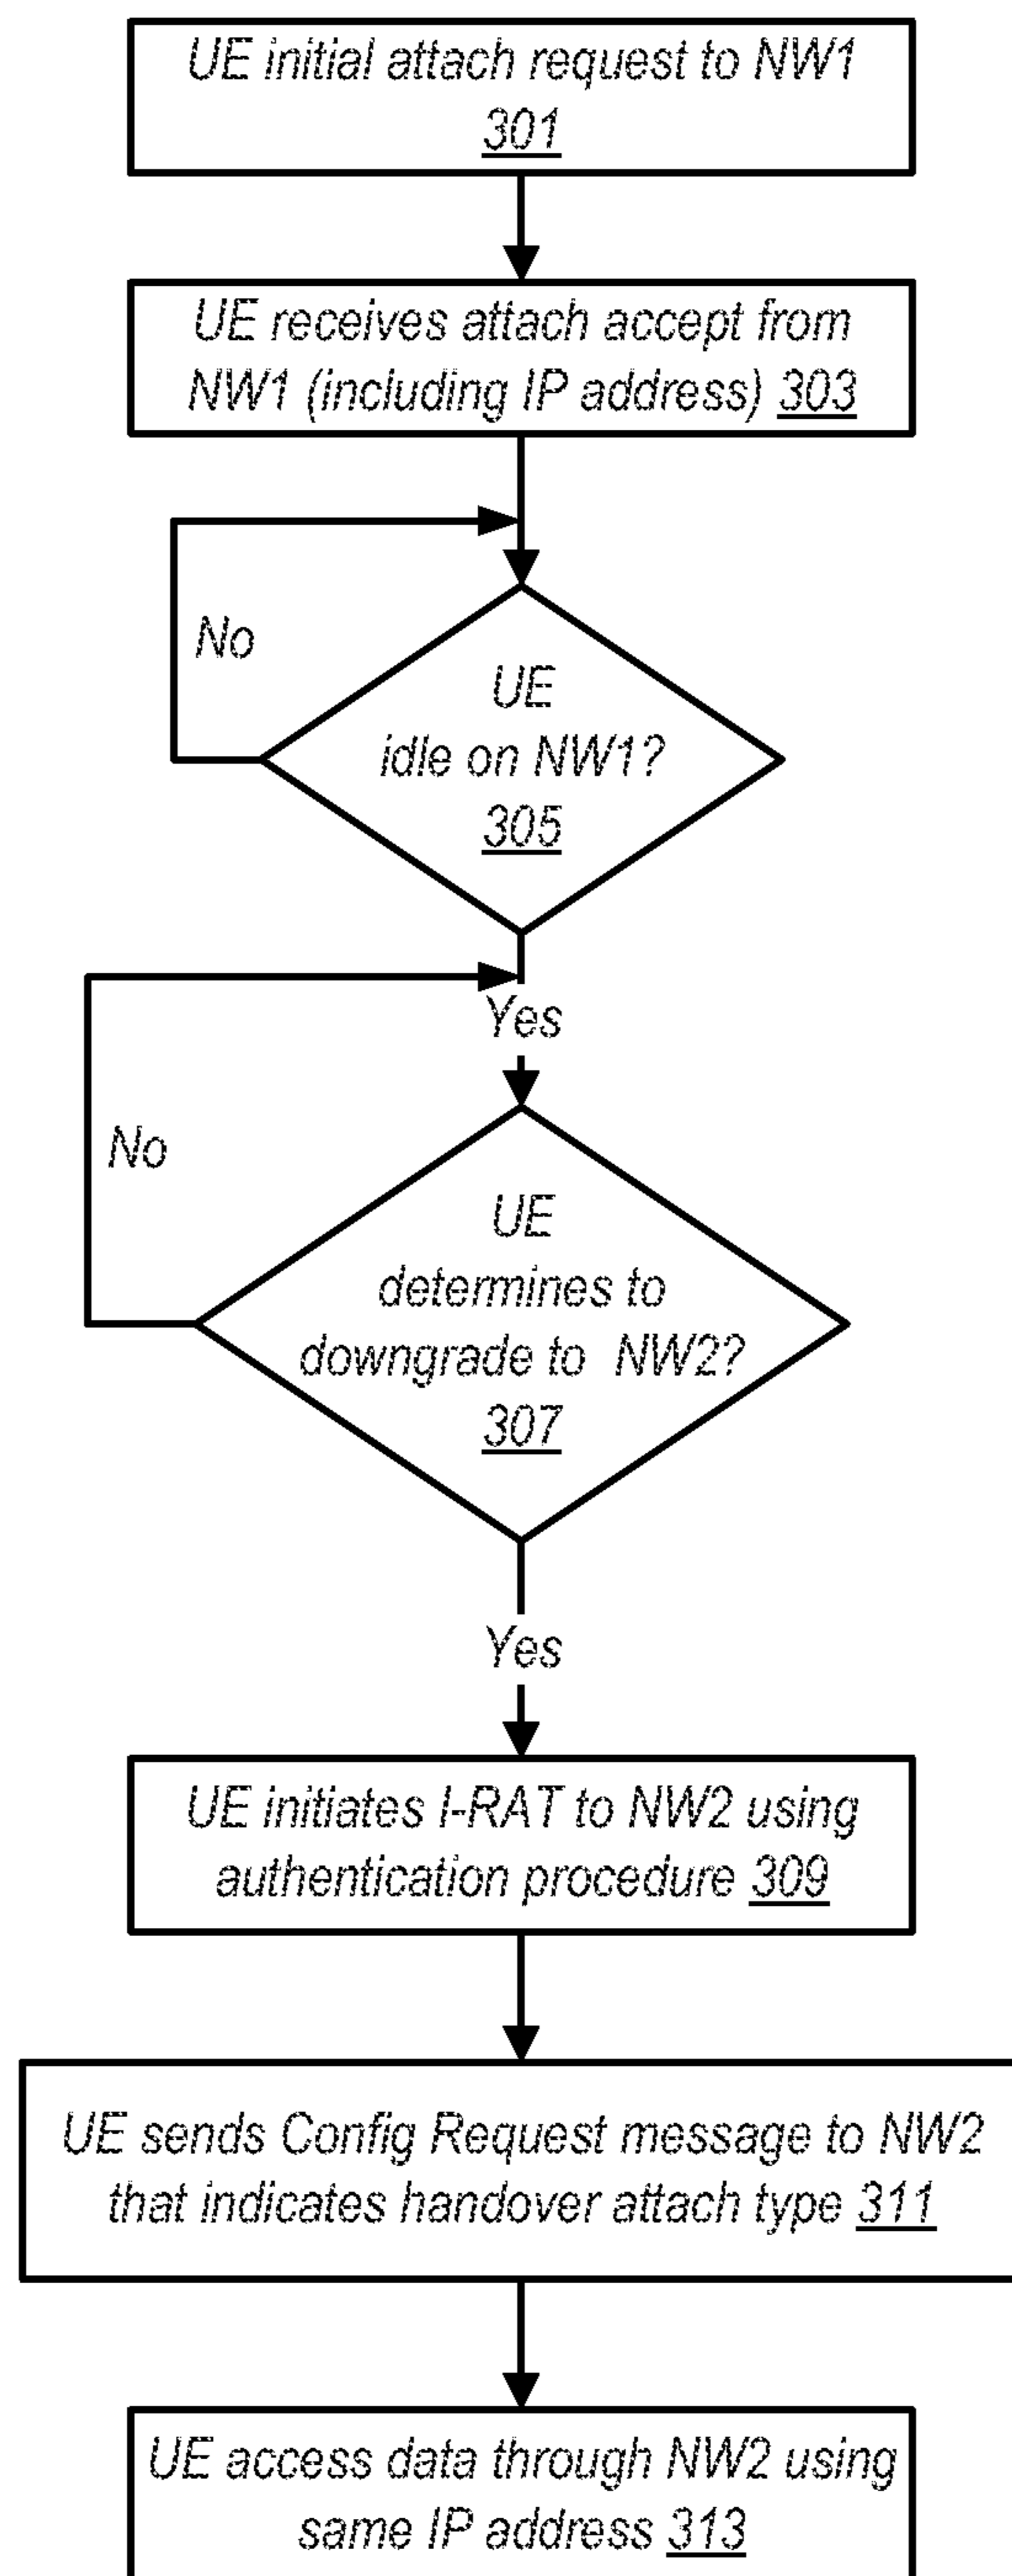 UE initial attach request to NW1
301
UE receives attach accept from
NW1 (including IP address) 303
No
UE
idle on NW1?
305
Yes
No
UE
determines to
downgrade to NW2?
307
Yes
UE initiates I-RAT to NW2 using
authentication procedure 309
UE sends Config Request message to NW2
that indicates handover attach type 311
UE access data through NW2 using
same IP address 313